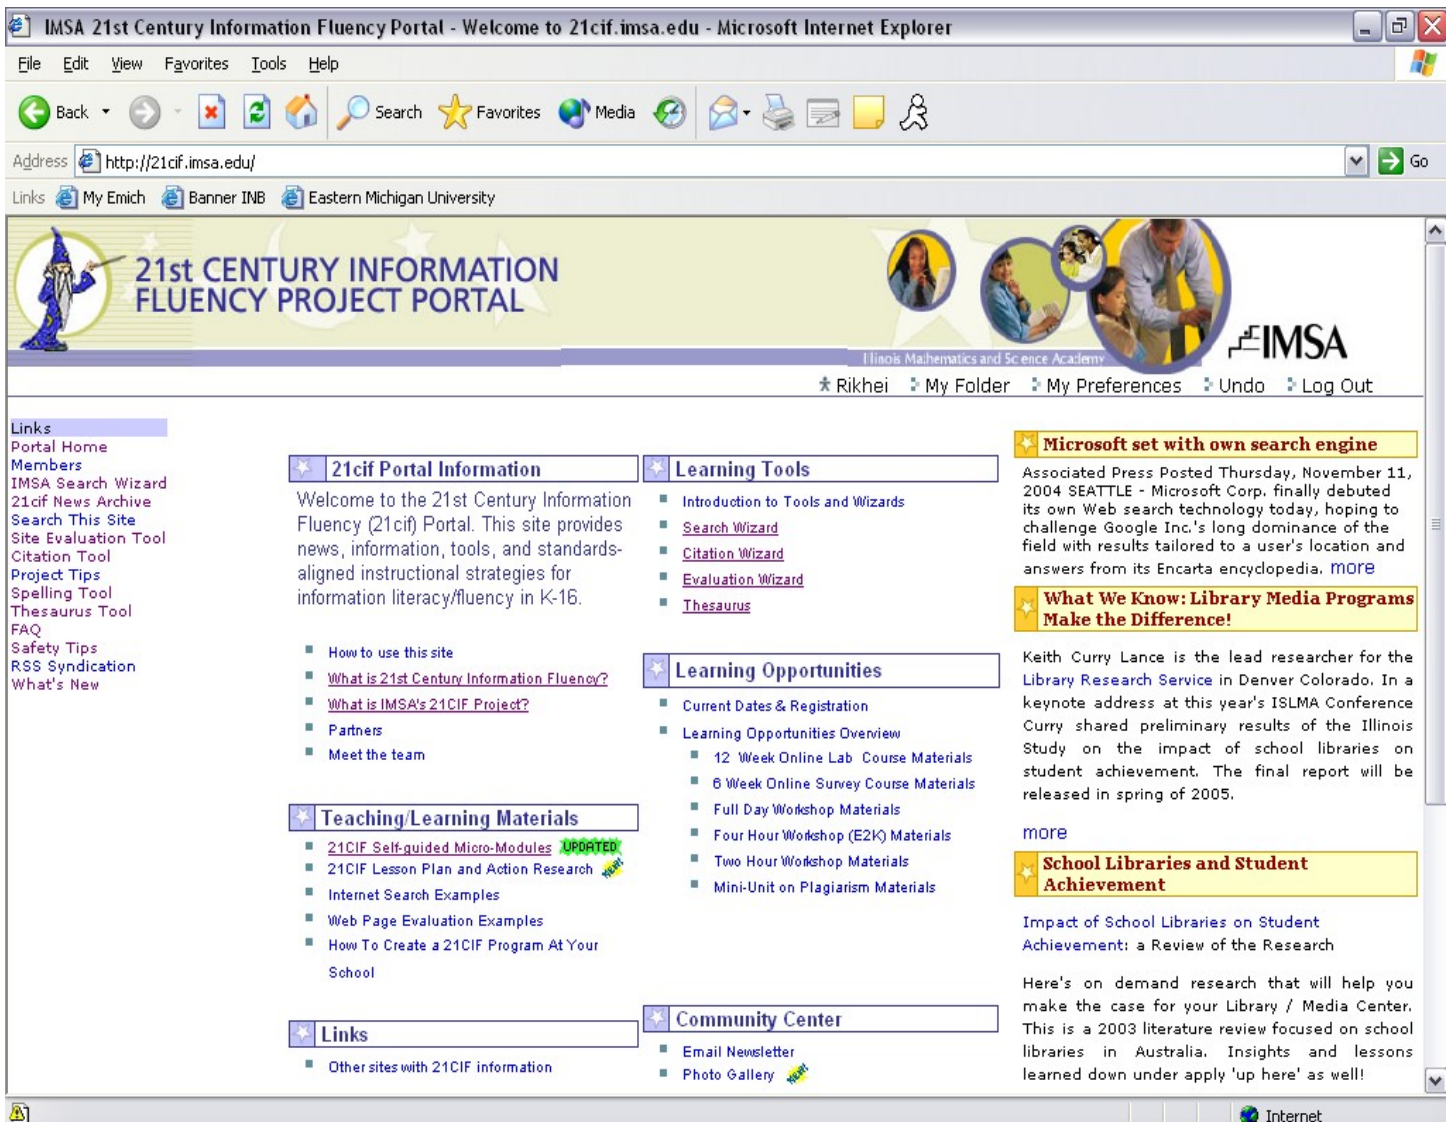 IMSA 21st Century Information Fluency Portal - Welcome to 21cif.imsa.edu - Microsoft Internet Explorer
File Edit View Favorites Tools Help
Back Search Favorites Media
Address http://21cif.imsa.edu/ Go
Links My Emich Banner INB Eastern Michigan University
21st CENTURY INFORMATION
FLUENCY PROJECT PORTAL
IMSA
Illinois Mathematics and Science Academy
Rikhei My Folder My Preferences Undo Log Out
Links
Portal Home
Members
IMSA Search Wizard
21cif News Archive
Search This Site
Site Evaluation Tool
Citation Tool
Project Tips
Spelling Tool
Thesaurus Tool
FAQ
Safety Tips
RSS Syndication
What's New
21cif Portal Information
Welcome to the 21st Century Information
Fluency (21cif) Portal. This site provides
news, information, tools, and standards-
aligned instructional strategies for
information literacy/fluency in K-16.
How to use this site
What is 21st Century Information Fluency?
What is IMSA's 21CIF Project?
Partners
Meet the team
Teaching/Learning Materials
21CIF Self-guided Micro-Modules UPDATED
21CIF Lesson Plan and Action Research NEW!
Internet Search Examples
Web Page Evaluation Examples
How To Create a 21CIF Program At Your
School
Links
Other sites with 21CIF information
Learning Tools
Introduction to Tools and Wizards
Search Wizard
Citation Wizard
Evaluation Wizard
Thesaurus
Learning Opportunities
Current Dates & Registration
Learning Opportunities Overview
12 Week Online Lab Course Materials
6 Week Online Survey Course Materials
Full Day Workshop Materials
Four Hour Workshop (E2K) Materials
Two Hour Workshop Materials
Mini-Unit on Plagiarism Materials
Community Center
Email Newsletter
Photo Gallery NEW!
Microsoft set with own search engine
Associated Press Posted Thursday, November 11,
2004 SEATTLE - Microsoft Corp. finally debuted
its own Web search technology today, hoping to
challenge Google Inc.'s long dominance of the
field with results tailored to a user's location and
answers from its Encarta encyclopedia. more
What We Know: Library Media Programs
Make the Difference!
Keith Curry Lance is the lead researcher for the
Library Research Service in Denver Colorado. In a
keynote address at this year's ISLMA Conference
Curry shared preliminary results of the Illinois
Study on the impact of school libraries on
student achievement. The final report will be
released in spring of 2005.
more
School Libraries and Student
Achievement
Impact of School Libraries on Student
Achievement: a Review of the Research
Here's on demand research that will help you
make the case for your Library / Media Center.
This is a 2003 literature review focused on school
libraries in Australia. Insights and lessons
learned down under apply 'up here' as well!
Internet